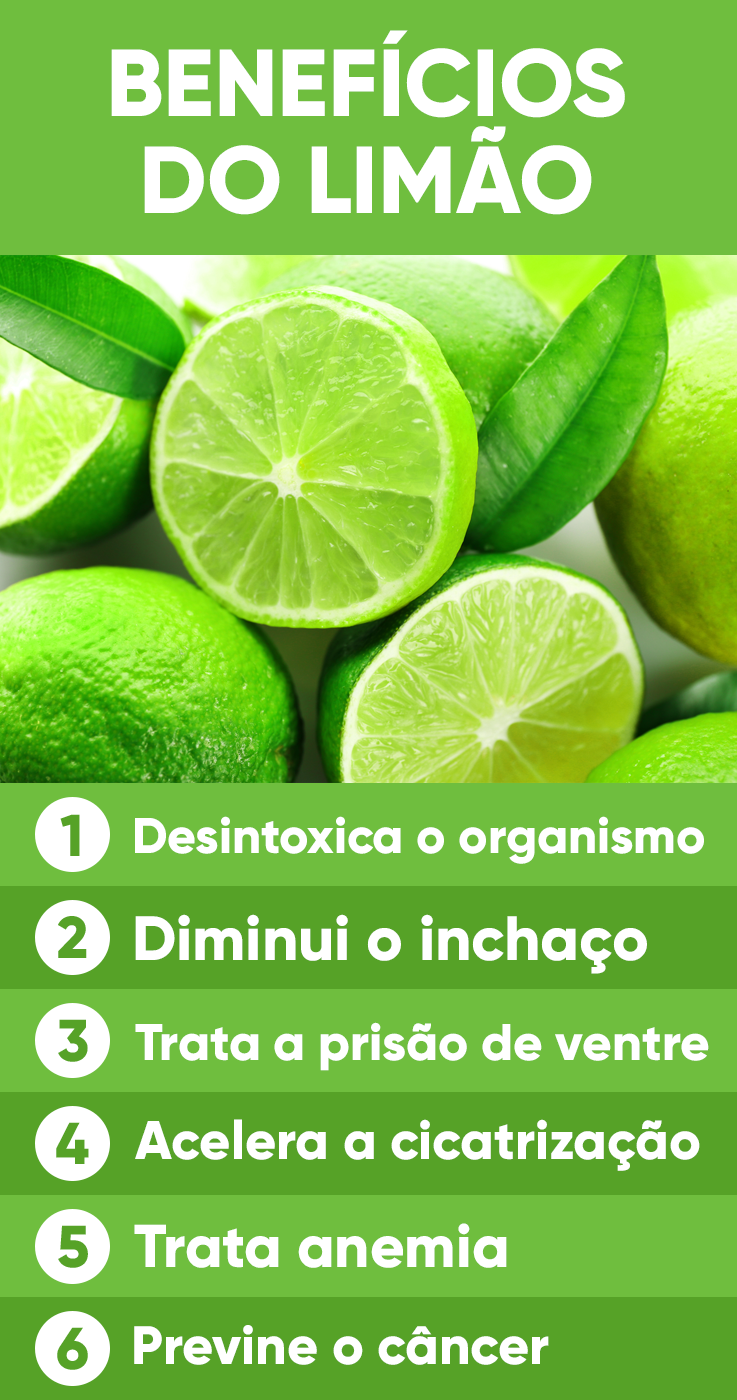 BENEFÍCIOS
DO LIMÃO
1 Desintoxica o organismo
2 Diminui o inchaço
3 Trata a prisão de ventre
4 Acelera a cicatrização
5 Trata anemia
6 Previne o câncer